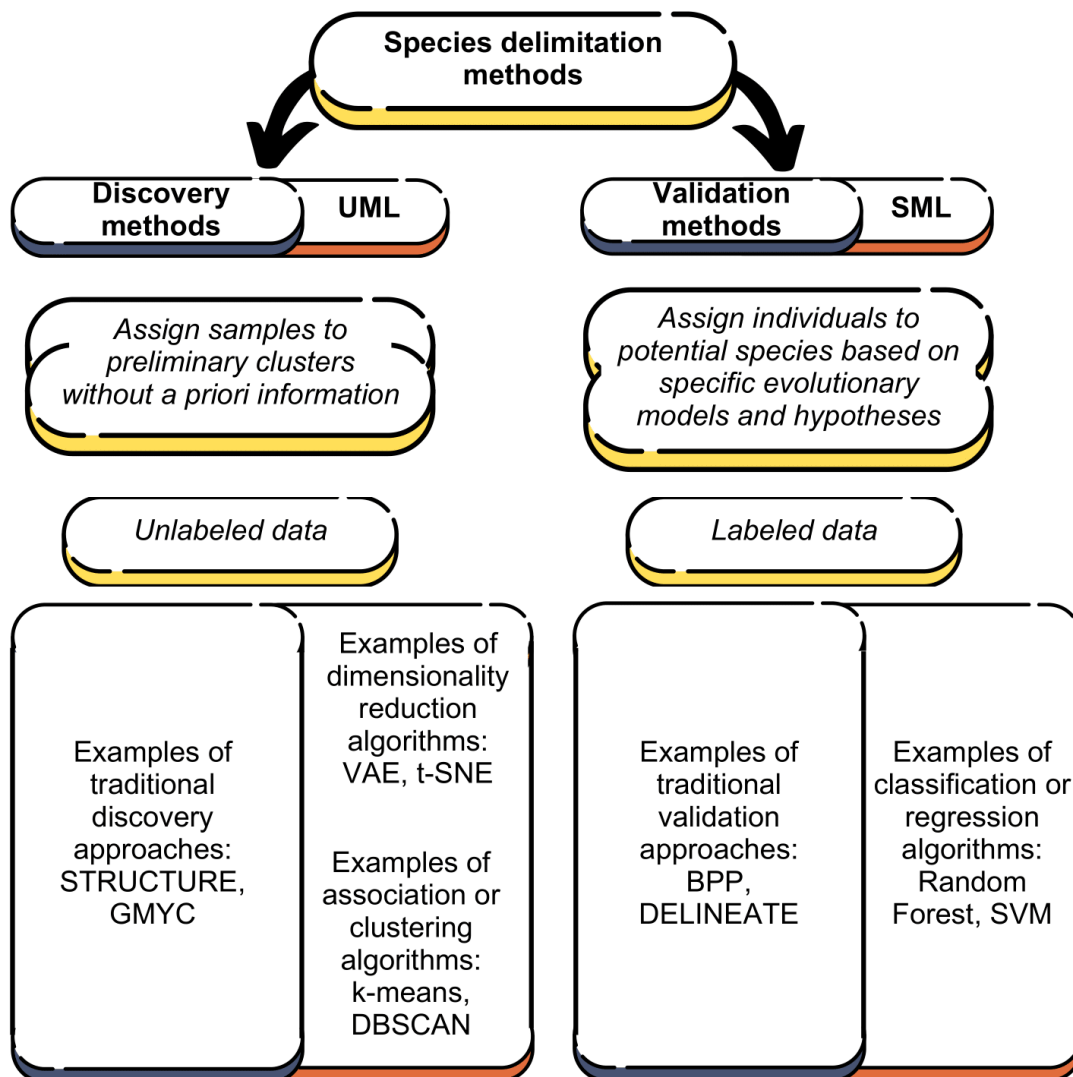 Species delimitation
methods
Discovery
methods
UML
Validation
methods
SML
Assign samples to
preliminary clusters
without a priori information
Assign individuals to
potential species based on
specific evolutionary
models and hypotheses
Unlabeled data
Labeled data
Examples of
traditional
discovery
approaches:
STRUCTURE,
GMYC
Examples of
dimensionality
reduction
algorithms:
VAE, t-SNE
Examples of
association or
clustering
algorithms:
k-means,
DBSCAN
Examples of
traditional
validation
approaches:
BPP,
DELINEATE
Examples of
classification or
regression
algorithms:
Random
Forest, SVM